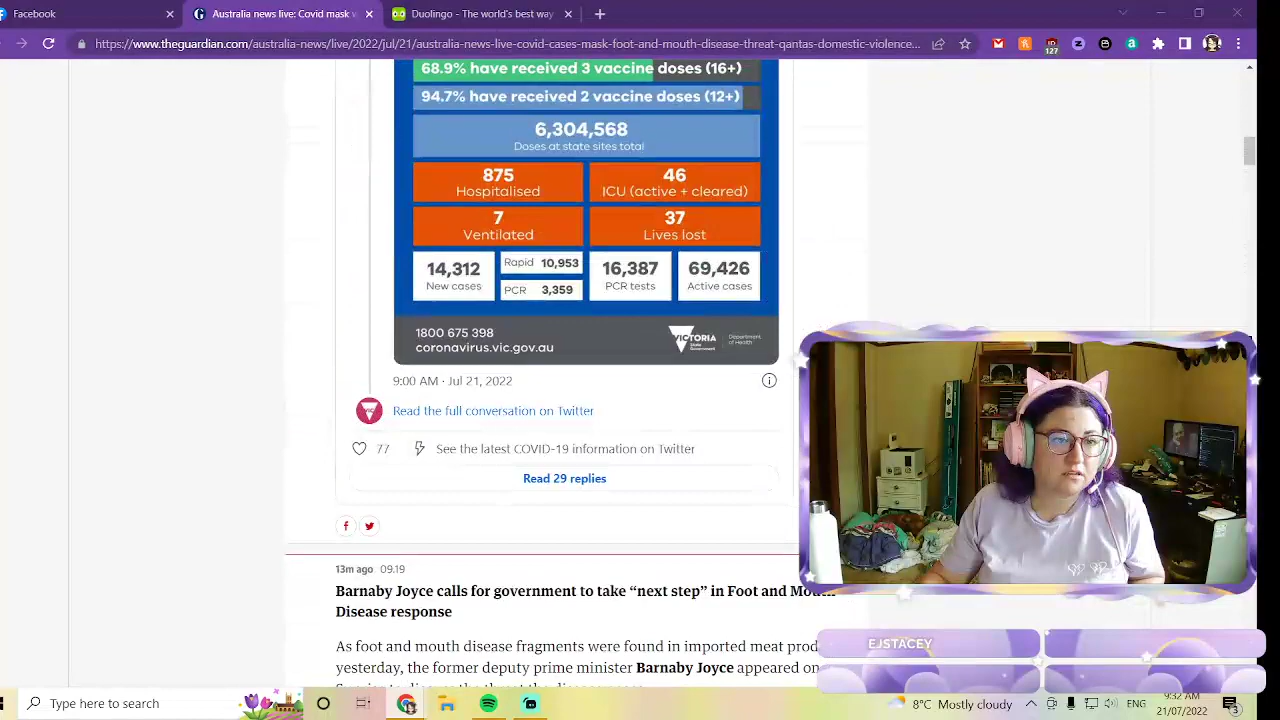 Facebook
Australia news live: Covid mask
Duolingo - The world's best way
https://www.theguardian.com/australia-news/live/2022/jul/21/australia-news-live-covid-cases-mask-foot-and-mouth-disease-threat-qantas-domestic-violence...
127
68.9% have received 3 vaccine doses (16+)
94.7% have received 2 vaccine doses (12+)
6,304,568
Doses at state sites total
875
Hospitalised
46
ICU (active + cleared)
7
Ventilated
37
Lives lost
14,312
New cases
Rapid 10,953
PCR 3,359
16,387
PCR tests
69,426
Active cases
1800 675 398
coronavirus.vic.gov.au
VICTORIA
State
Government
Department
of Health
9:00 AM · Jul 21, 2022
Read the full conversation on Twitter
77
See the latest COVID-19 information on Twitter
Read 29 replies
13m ago 09.19
Barnaby Joyce calls for government to take “next step” in Foot and Mouth
Disease response
As foot and mouth disease fragments were found in imported meat prod
yesterday, the former deputy prime minister Barnaby Joyce appeared on
EJSTACEY
Type here to search
8°C Mostly cloudy
ENG
9:32 AM
21/07/2022
3